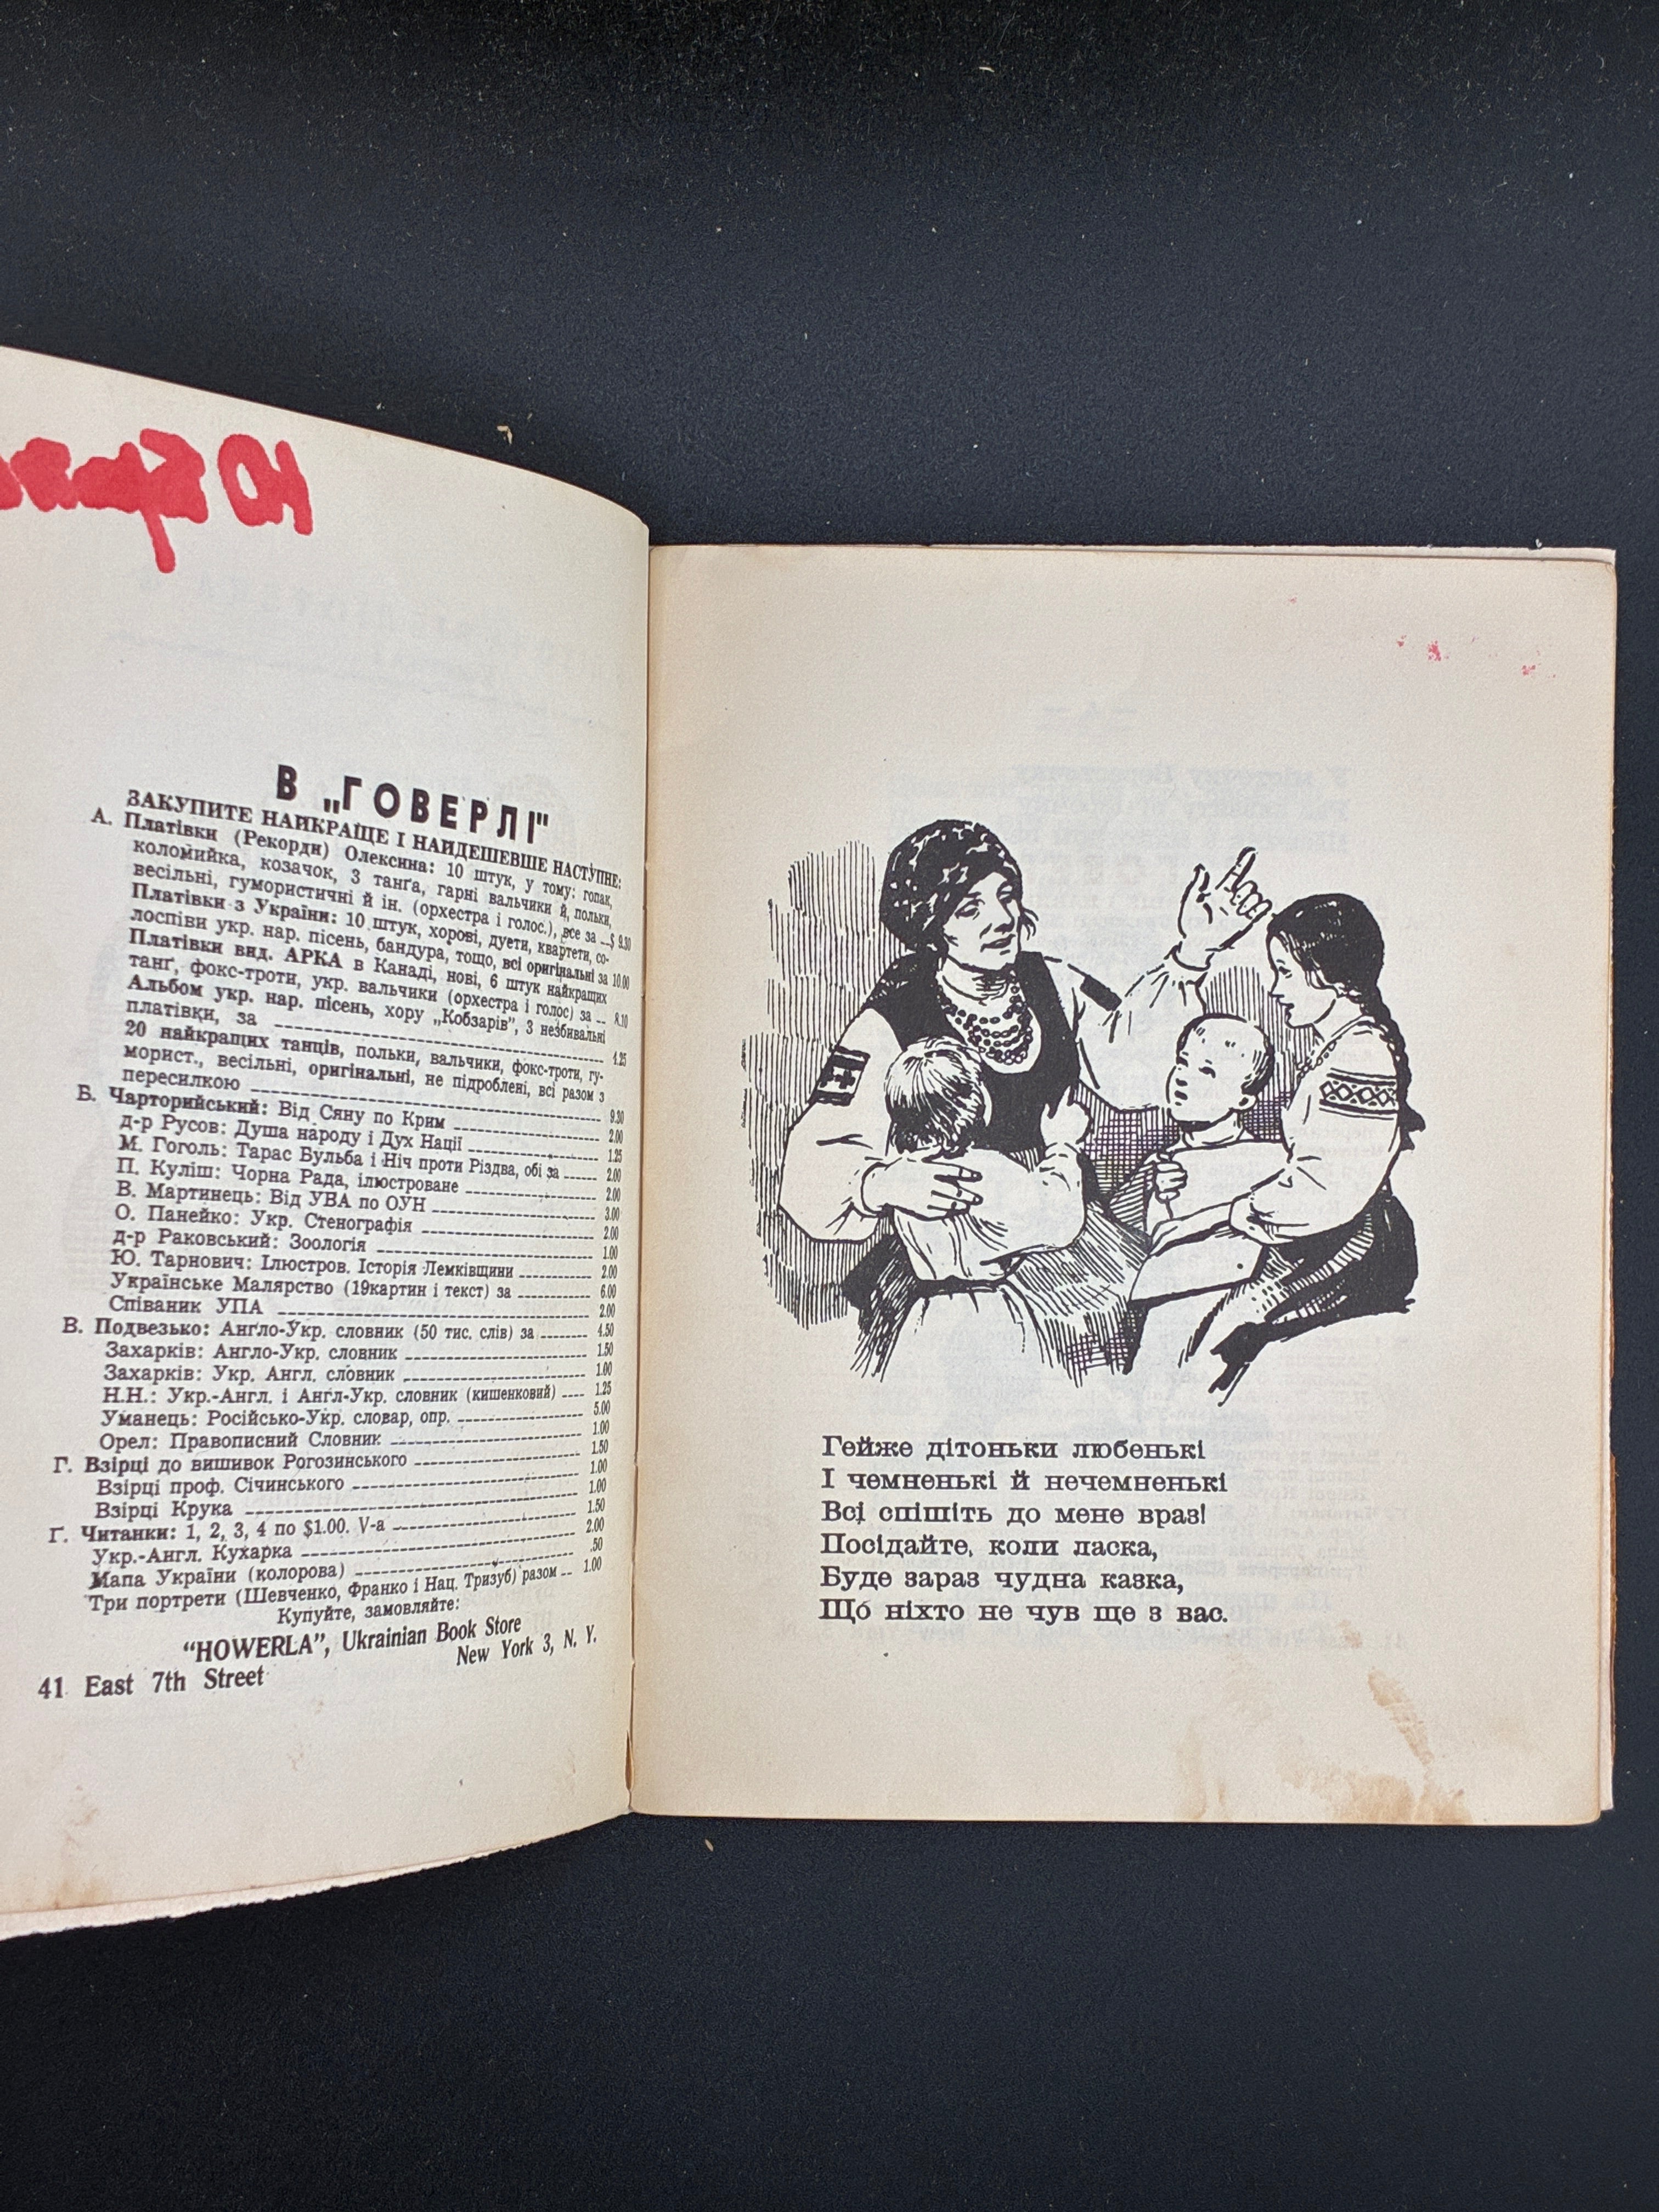 В „ГОВЕРЛІ"
ЗАКУПИТЕ НАЙКРАЩЕ І НАЙДЕШЕВШЕ НАСТУПНЕ:
А. Платівки (Рекорди) Олексина: 10 штук, у тому: гопак,
коломийка, козачок, 3 танґа, гарні вальчики й польки,
весільні, гумористичні й ін. (орхестра і голос.), все за $ 9.30
Платівки з України: 10 штук, хорові, дуети, квартети, со-
лоспіви укр. нар. пісень, бандура, тощо, всі оригінальні за 10.00
Платівки вид. АРКА в Канаді, нові, 6 штук найкращих
танґ, фокс-троти, укр. вальчики (орхестра і голос) за 8.10
Альбом укр. нар. пісень, хору „Кобзарів", 3 незбивальні
платівки, за 4.25
20 найкращих танців, польки, вальчики, фокс-троти, гу-
морист., весільні, оригінальні, не підроблені, всі разом з
пересилкою 9.30
Б. Чарторийський: Від Сяну по Крим 2.00
д-р Русов: Душа народу і Дух Нації 1.25
М. Гоголь: Тарас Бульба і Ніч проти Різдва, обі за 2.00
П. Куліш: Чорна Рада, ілюстроване 2.00
В. Мартинець: Від УВА по ОУН 3.00
О. Панейко: Укр. Стенографія 2.00
д-р Раковський: Зоологія 1.00
Ю. Тарнович: Ілюстров. Історія Лемківщини 2.00
Українське Малярство (19картин і текст) за 6.00
Співаник УПА 2.00
В. Подвезько: Англо-Укр. словник (50 тис. слів) за 4.50
Захарків: Англо-Укр. словник 1.50
Захарків: Укр. Англ. словник 1.00
Н.Н.: Укр.-Англ. і Англ-Укр. словник (кишенковий) 1.25
Уманець: Російсько-Укр. словар, опр. 5.00
Орел: Правописний Словник 1.00
Г. Взірці до вишивок Рогозинського 1.50
Взірці проф. Січинського 1.00
Взірці Крука 1.00
Ґ. Читанки: 1, 2, 3, 4 по $1.00. V-а 1.50
Укр.-Англ. Кухарка 2.00
Мапа України (колорова) .50
Три портрети (Шевченко, Франко і Нац. Тризуб) разом 1.00
Купуйте, замовляйте:
"HOWERLA", Ukrainian Book Store
41 East 7th Street New York 3, N. Y.
Гейже дітоньки любенькі
І чемненькі й нечемненькі
Всі спішіть до мене враз!
Посідайте, коли ласка,
Буде зараз чудна казка,
Що ніхто не чув ще з вас.